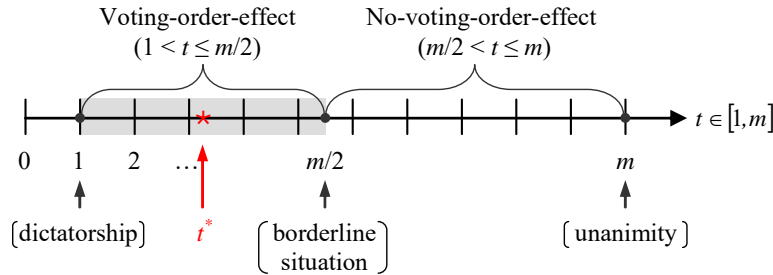 Voting-order-effect
(1 < t ≤ m/2)
No-voting-order-effect
(m/2 < t ≤ m)
t ∈ [1, m]
0 1 2 … m/2 m
dictatorship
t*
borderline
situation
unanimity